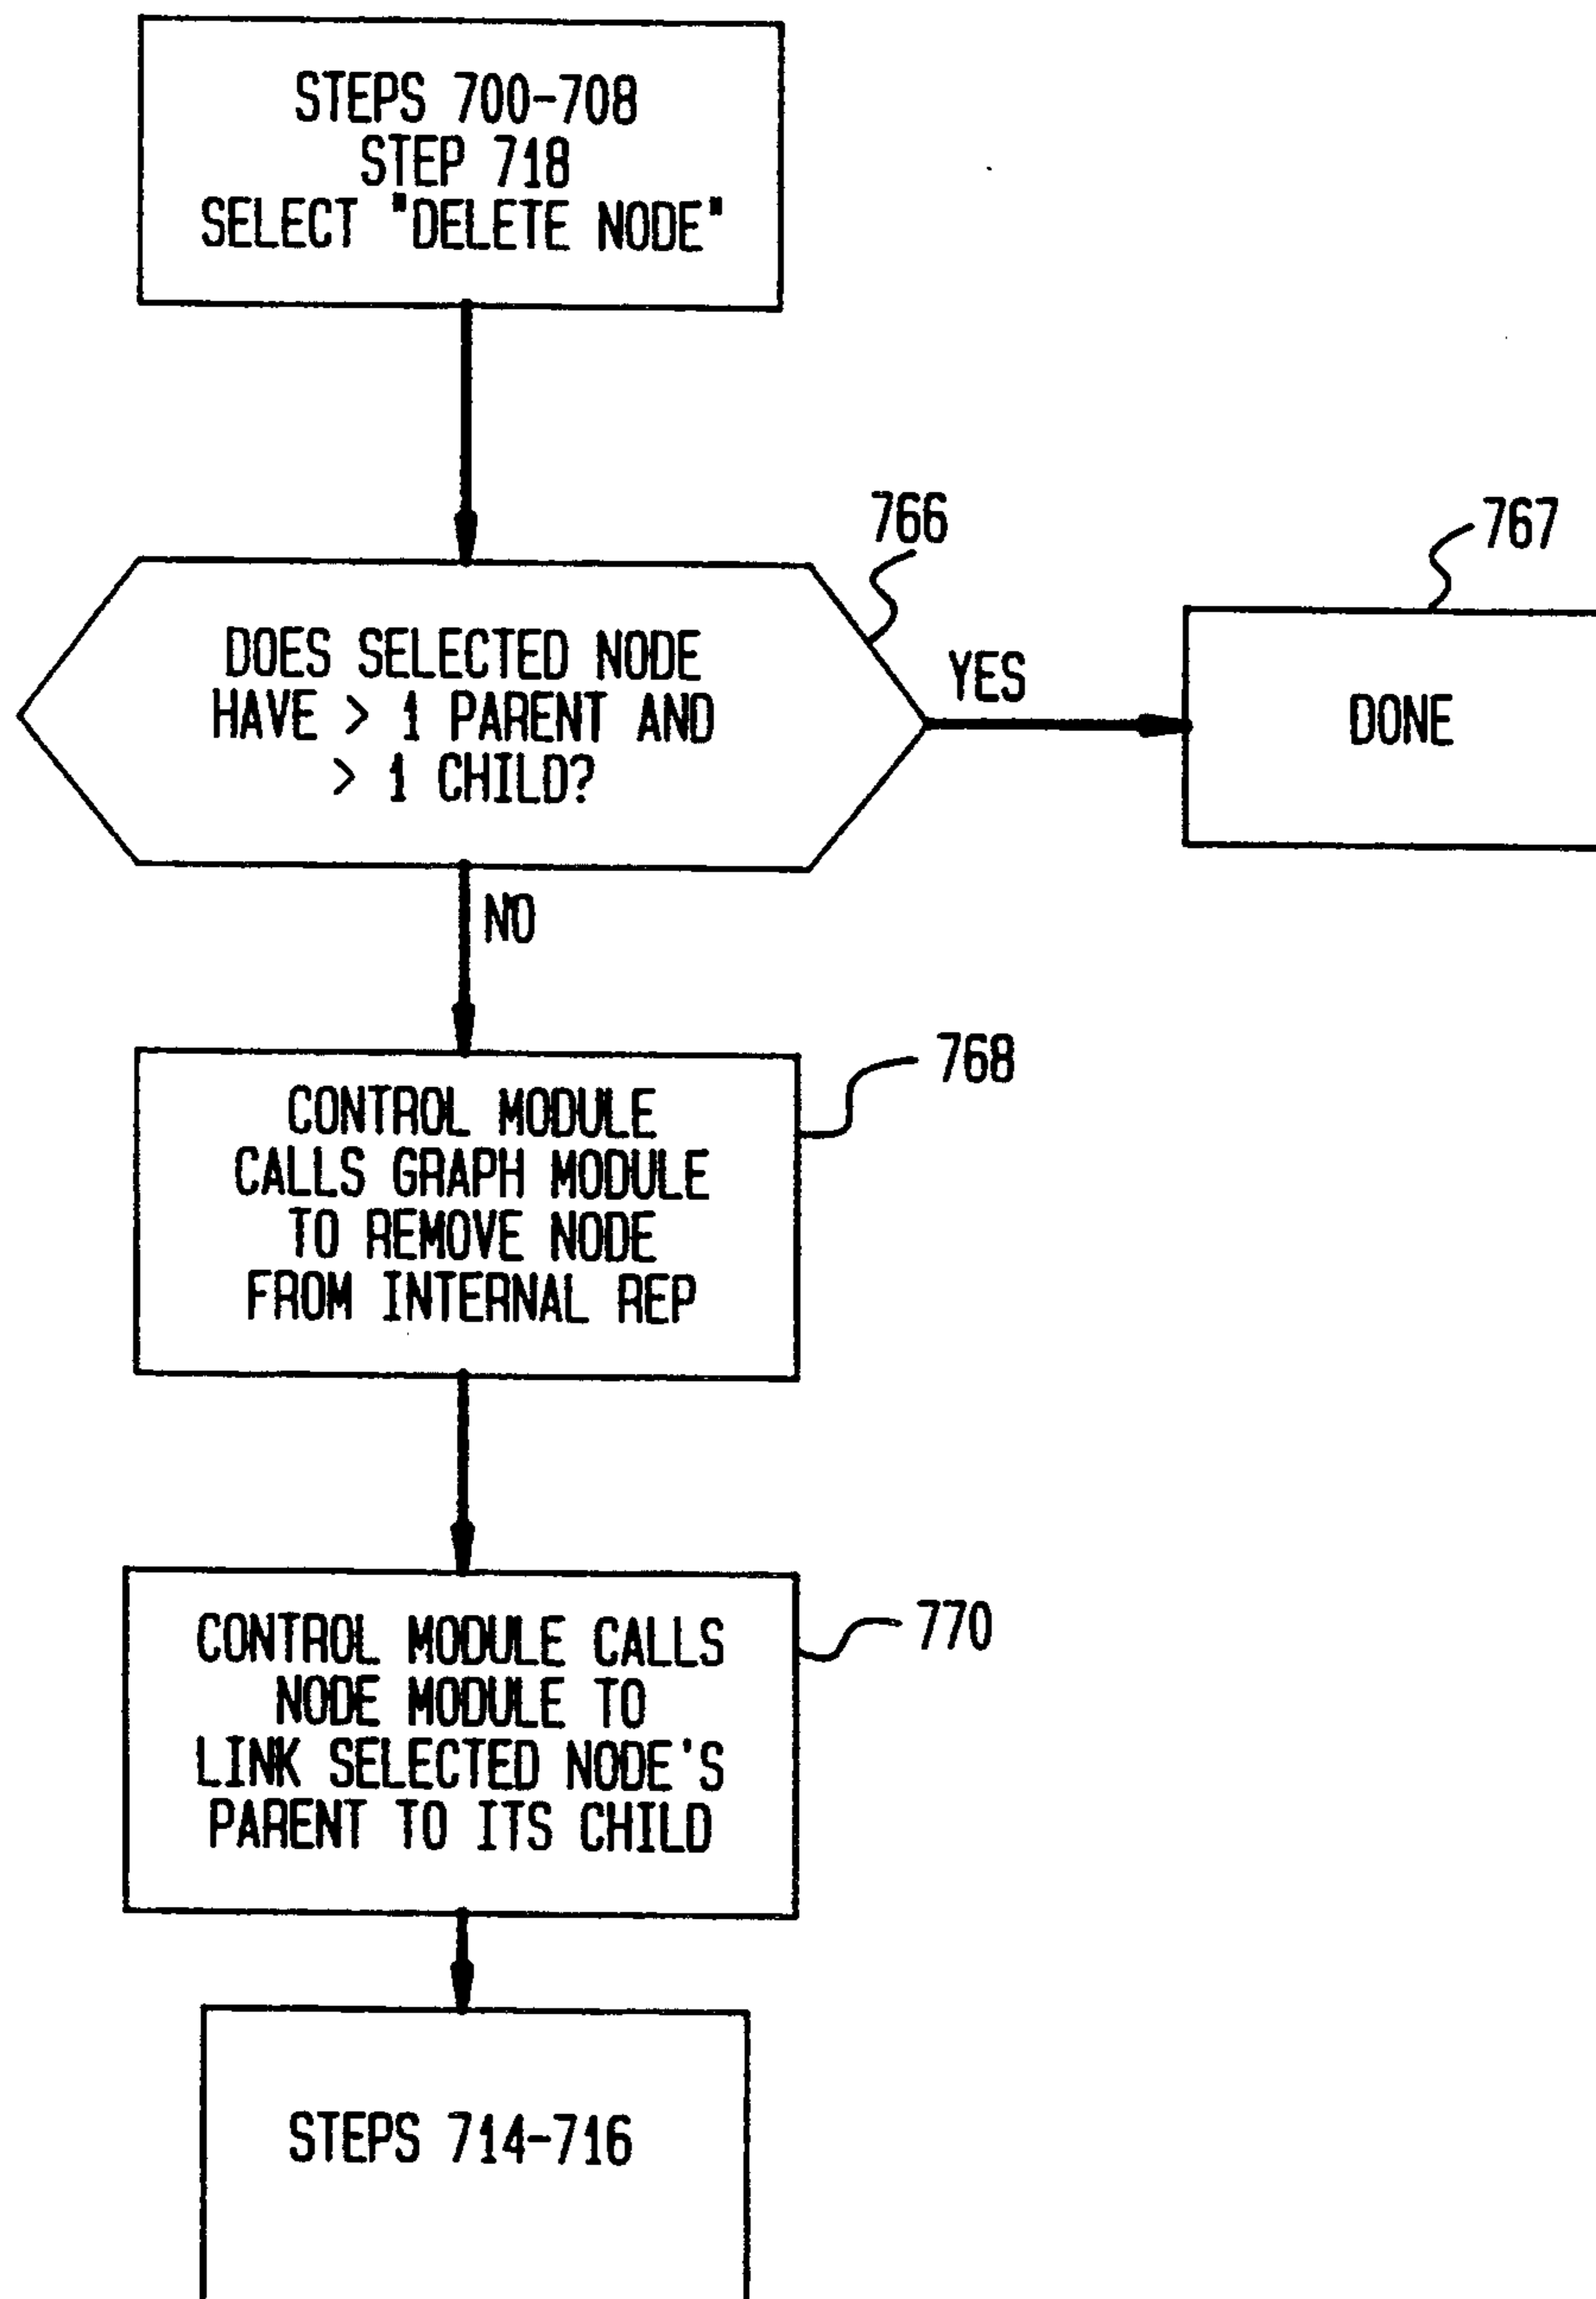 STEPS 700-708
STEP 718
SELECT "DELETE NODE"
766
DOES SELECTED NODE
HAVE > 1 PARENT AND
> 1 CHILD?
YES
767
DONE
NO
768
CONTROL MODULE
CALLS GRAPH MODULE
TO REMOVE NODE
FROM INTERNAL REP
770
CONTROL MODULE CALLS
NODE MODULE TO
LINK SELECTED NODE'S
PARENT TO ITS CHILD
STEPS 714-716